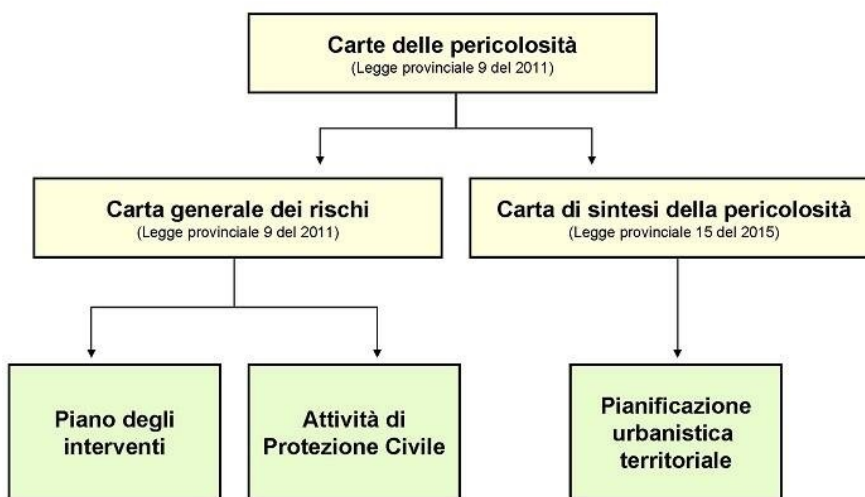 Carte delle pericolosità
(Legge provinciale 9 del 2011)
Carta generale dei rischi
(Legge provinciale 9 del 2011)
Carta di sintesi della pericolosità
(Legge provinciale 15 del 2015)
Piano degli
interventi
Attività di
Protezione Civile
Pianificazione
urbanistica
territoriale